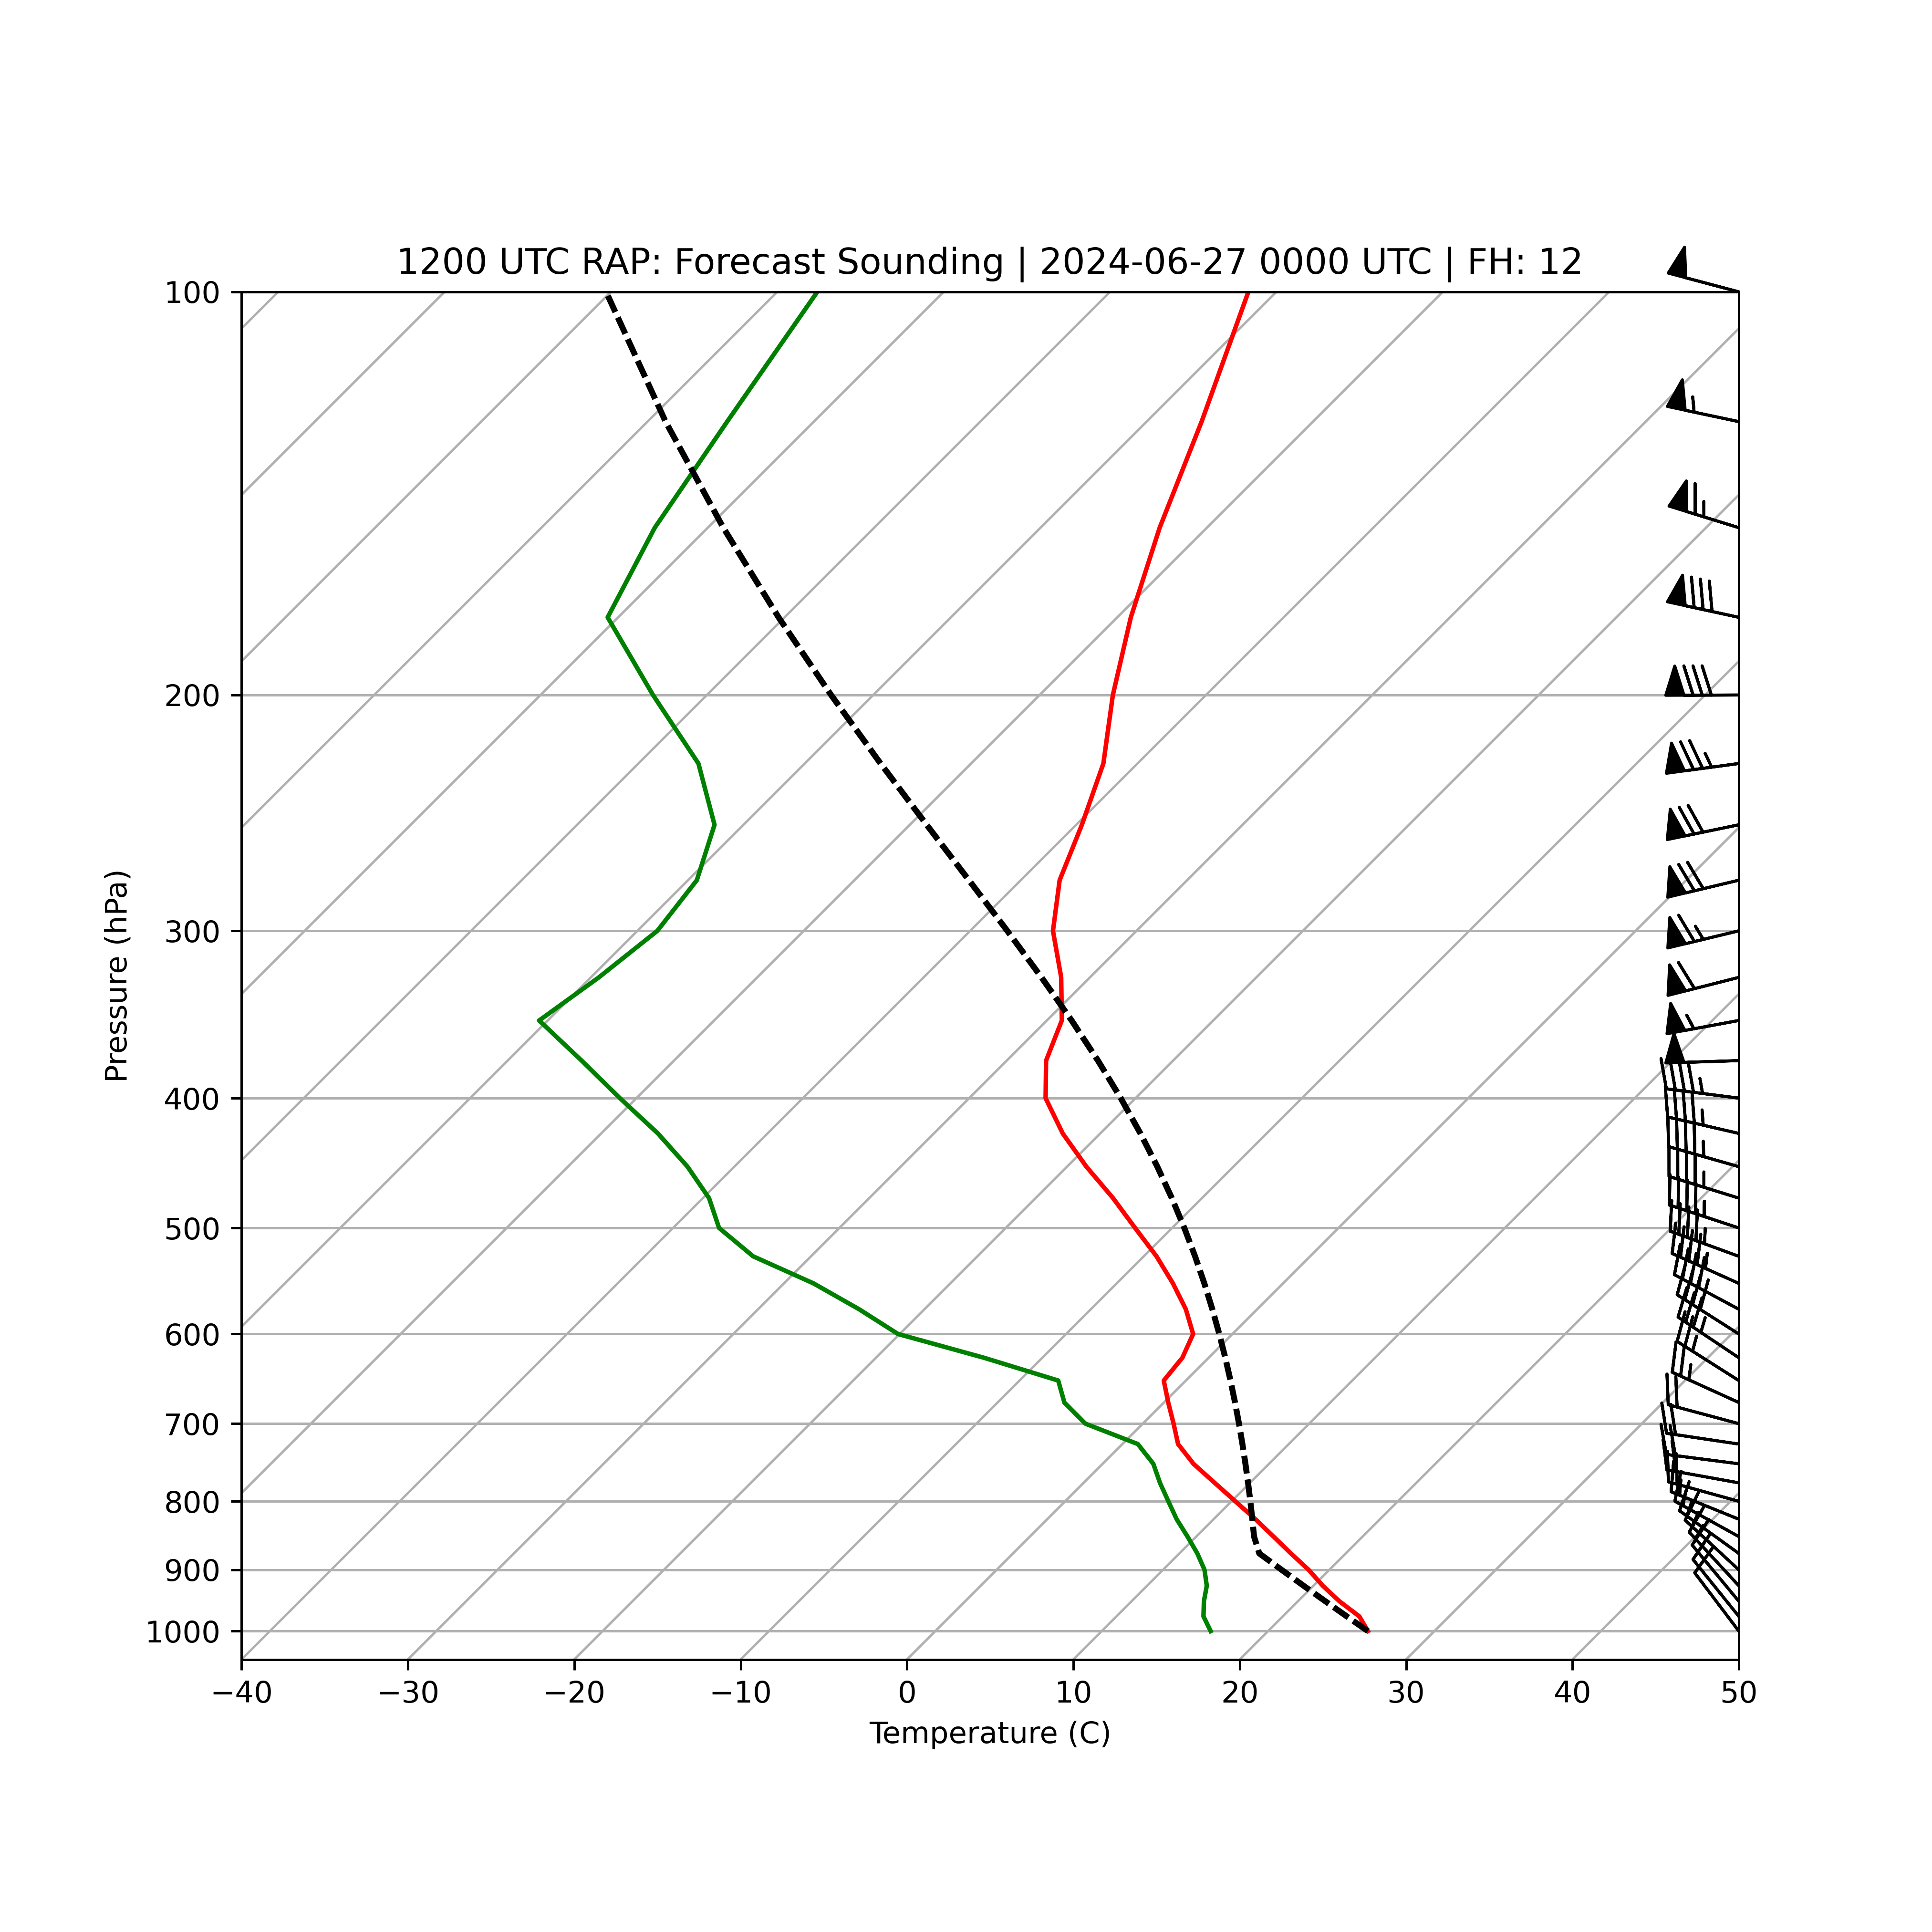 1200 UTC RAP: Forecast Sounding | 2024-06-27 0000 UTC | FH: 12
100
200
300
400
500
600
700
800
900
1000
Pressure (hPa)
−40 −30 −20 −10 0 10 20 30 40 50
Temperature (C)